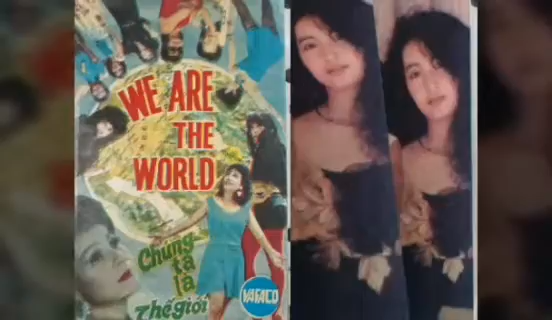 WE ARE
THE
WORLD
Chúng
ta
là
Thế giới
VAFACO